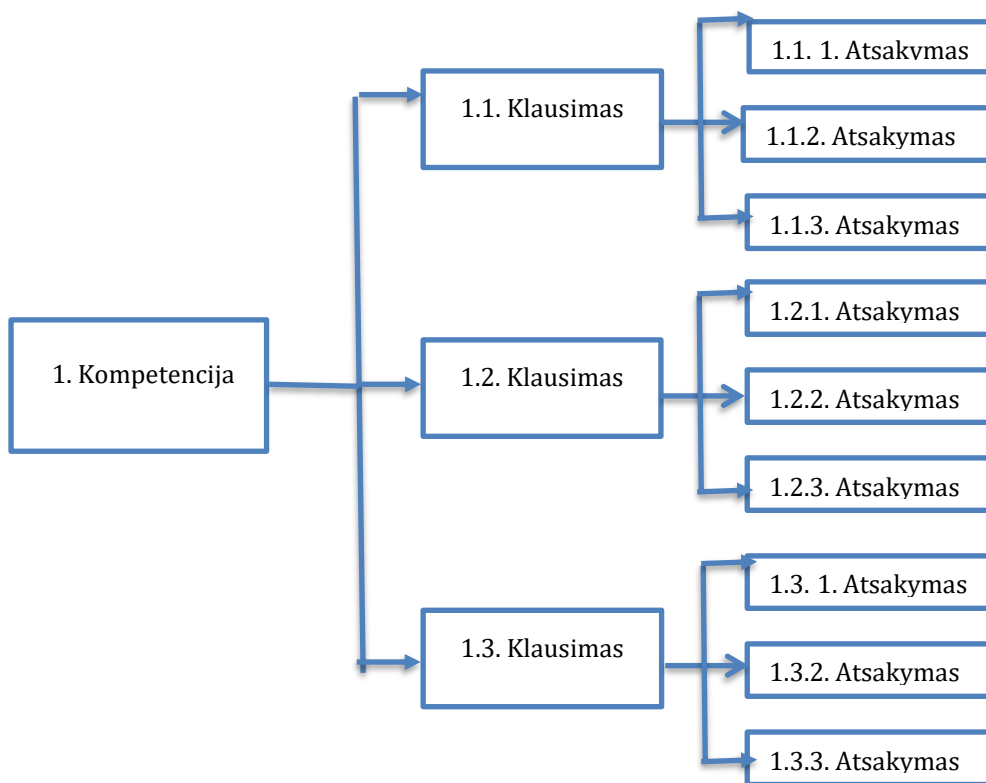 1. Kompetencija
1.1. Klausimas
1.1. 1. Atsakymas
1.1.2. Atsakymas
1.1.3. Atsakymas
1.2. Klausimas
1.2.1. Atsakymas
1.2.2. Atsakymas
1.2.3. Atsakymas
1.3. Klausimas
1.3. 1. Atsakymas
1.3.2. Atsakymas
1.3.3. Atsakymas